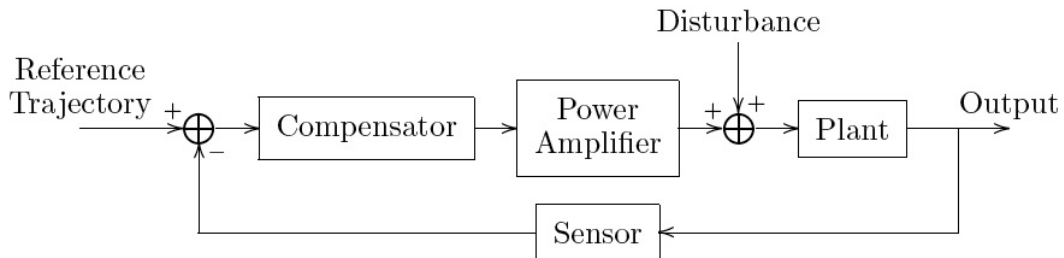 Disturbance
Reference
Trajectory
+
−
Compensator
Power
Amplifier
+
+
Plant
Output
Sensor